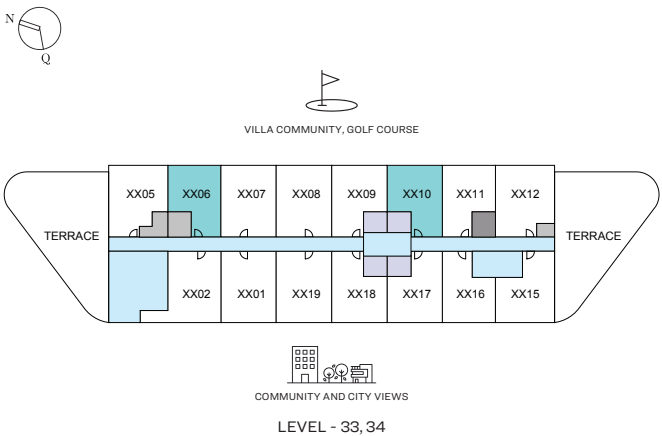 N
Q
VILLA COMMUNITY, GOLF COURSE
XX05 XX06 XX07 XX08 XX09 XX10 XX11 XX12
TERRACE TERRACE
XX02 XX01 XX19 XX18 XX17 XX16 XX15
COMMUNITY AND CITY VIEWS
LEVEL - 33, 34